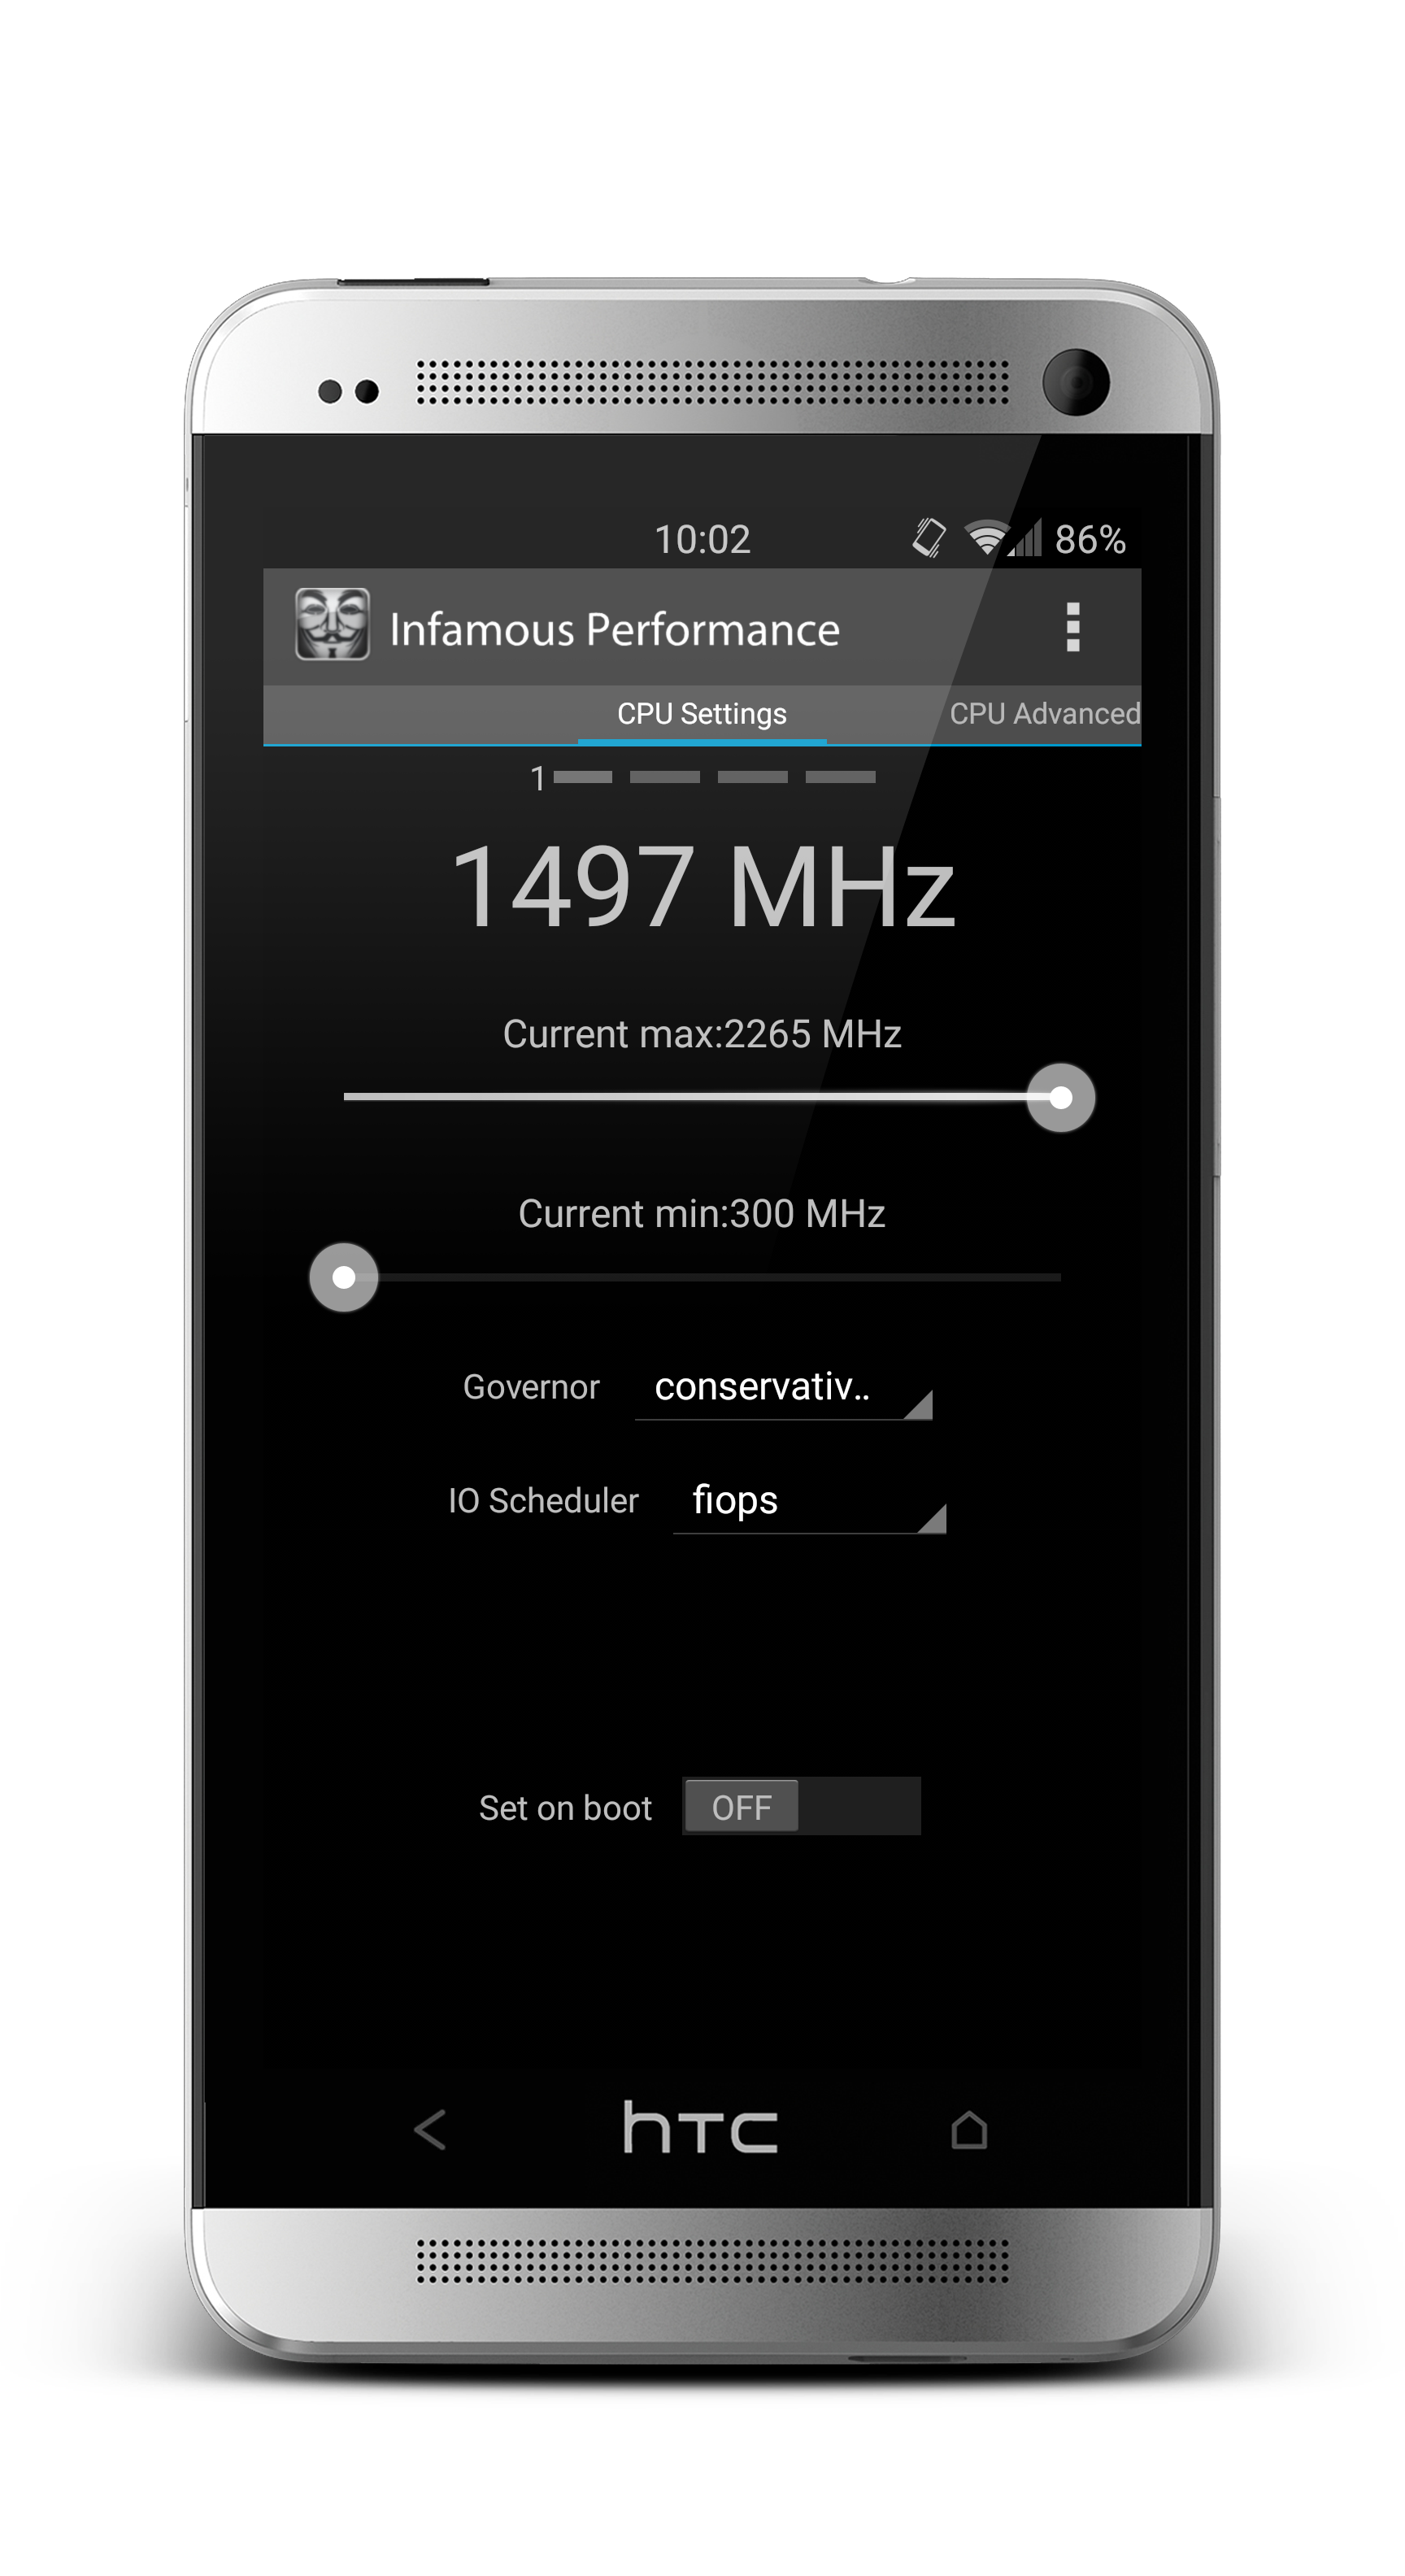 10:02 86%
Infamous Performance
CPU Settings CPU Advanced
1
1497 MHz
Current max:2265 MHz
Current min:300 MHz
Governor conservativ..
IO Scheduler fiops
Set on boot OFF
hTC